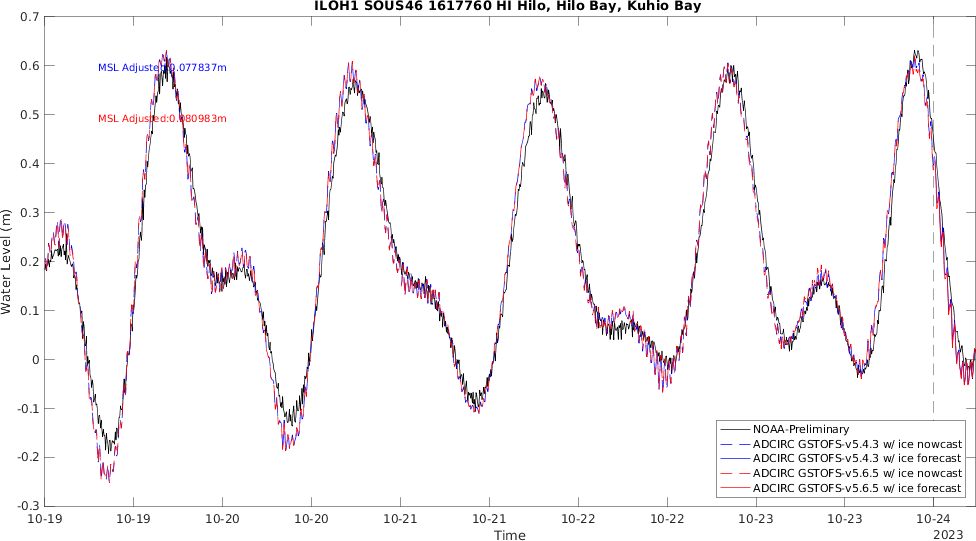 ILOH1 SOUS46 1617760 HI Hilo, Hilo Bay, Kuhio Bay
0.7
0.6
0.5
0.4
0.3
0.2
0.1
0
-0.1
-0.2
-0.3
Water Level (m)
MSL Adjusted:0.077837m
MSL Adjusted:0.080983m
NOAA-Preliminary
ADCIRC GSTOFS-v5.4.3 w/ ice nowcast
ADCIRC GSTOFS-v5.4.3 w/ ice forecast
ADCIRC GSTOFS-v5.6.5 w/ ice nowcast
ADCIRC GSTOFS-v5.6.5 w/ ice forecast
10-19 10-19 10-20 10-20 10-21 10-21 10-22 10-22 10-23 10-23 10-24
Time
2023